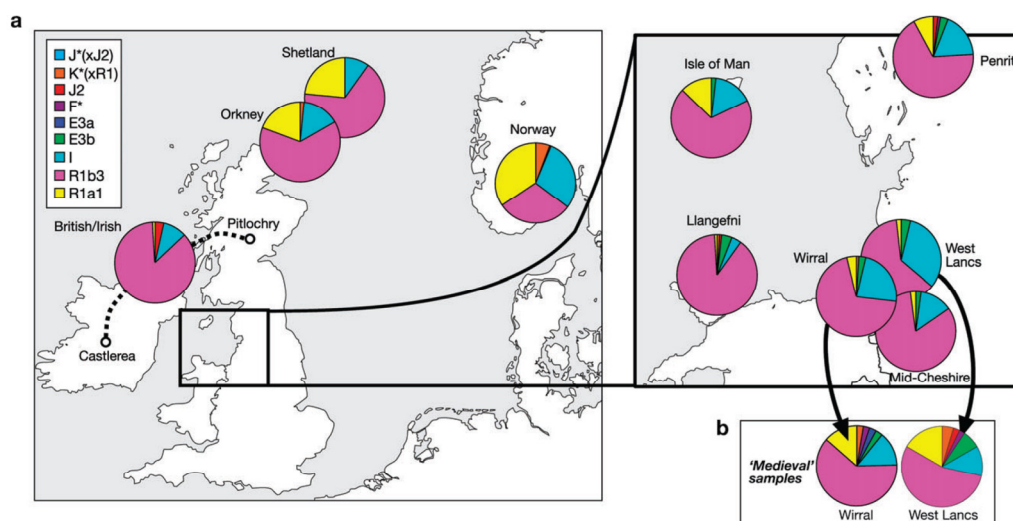 a
J*(xJ2)
K*(xR1)
J2
F*
E3a
E3b
I
R1b3
R1a1
Shetland
Orkney
Norway
British/Irish
Pitlochry
Castlerea
Isle of Man
Penrit
Llangefni
Wirral
West
Lancs
Mid-Cheshire
b
'Medieval'
samples
Wirral
West Lancs